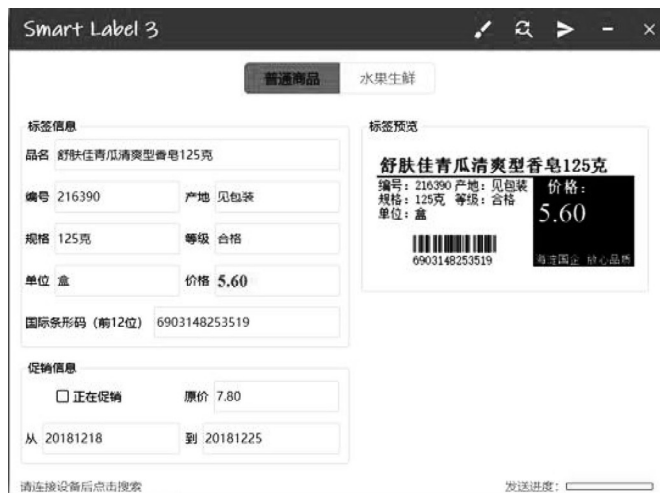 Smart Label 3
普通商品 水果生鲜
标签信息
品名 舒肤佳青瓜清爽型香皂125克
编号 216390 产地 见包装
规格 125克 等级 合格
单位 盒 价格 5.60
国际条形码（前12位） 6903148253519
促销信息
正在促销 原价 7.80
从 20181218 到 20181225
请连接设备后点击搜索
标签预览
舒肤佳青瓜清爽型香皂125克
编号：216390 产地：见包装
规格：125克 等级：合格
单位：盒
价格：
5.60
6903148253519
国企 放心品质
发送进度：